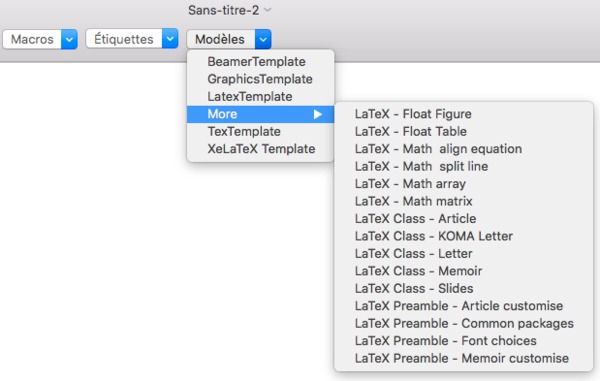 Sans-titre-2
Macros
Étiquettes
Modèles
BeamerTemplate
GraphicsTemplate
LatexTemplate
More
TexTemplate
XeLaTeX Template
LaTeX - Float Figure
LaTeX - Float Table
LaTeX - Math  align equation
LaTeX - Math  split line
LaTeX - Math array
LaTeX - Math matrix
LaTeX Class - Article
LaTeX Class - KOMA Letter
LaTeX Class - Letter
LaTeX Class - Memoir
LaTeX Class - Slides
LaTeX Preamble - Article customise
LaTeX Preamble - Common packages
LaTeX Preamble - Font choices
LaTeX Preamble - Memoir customise